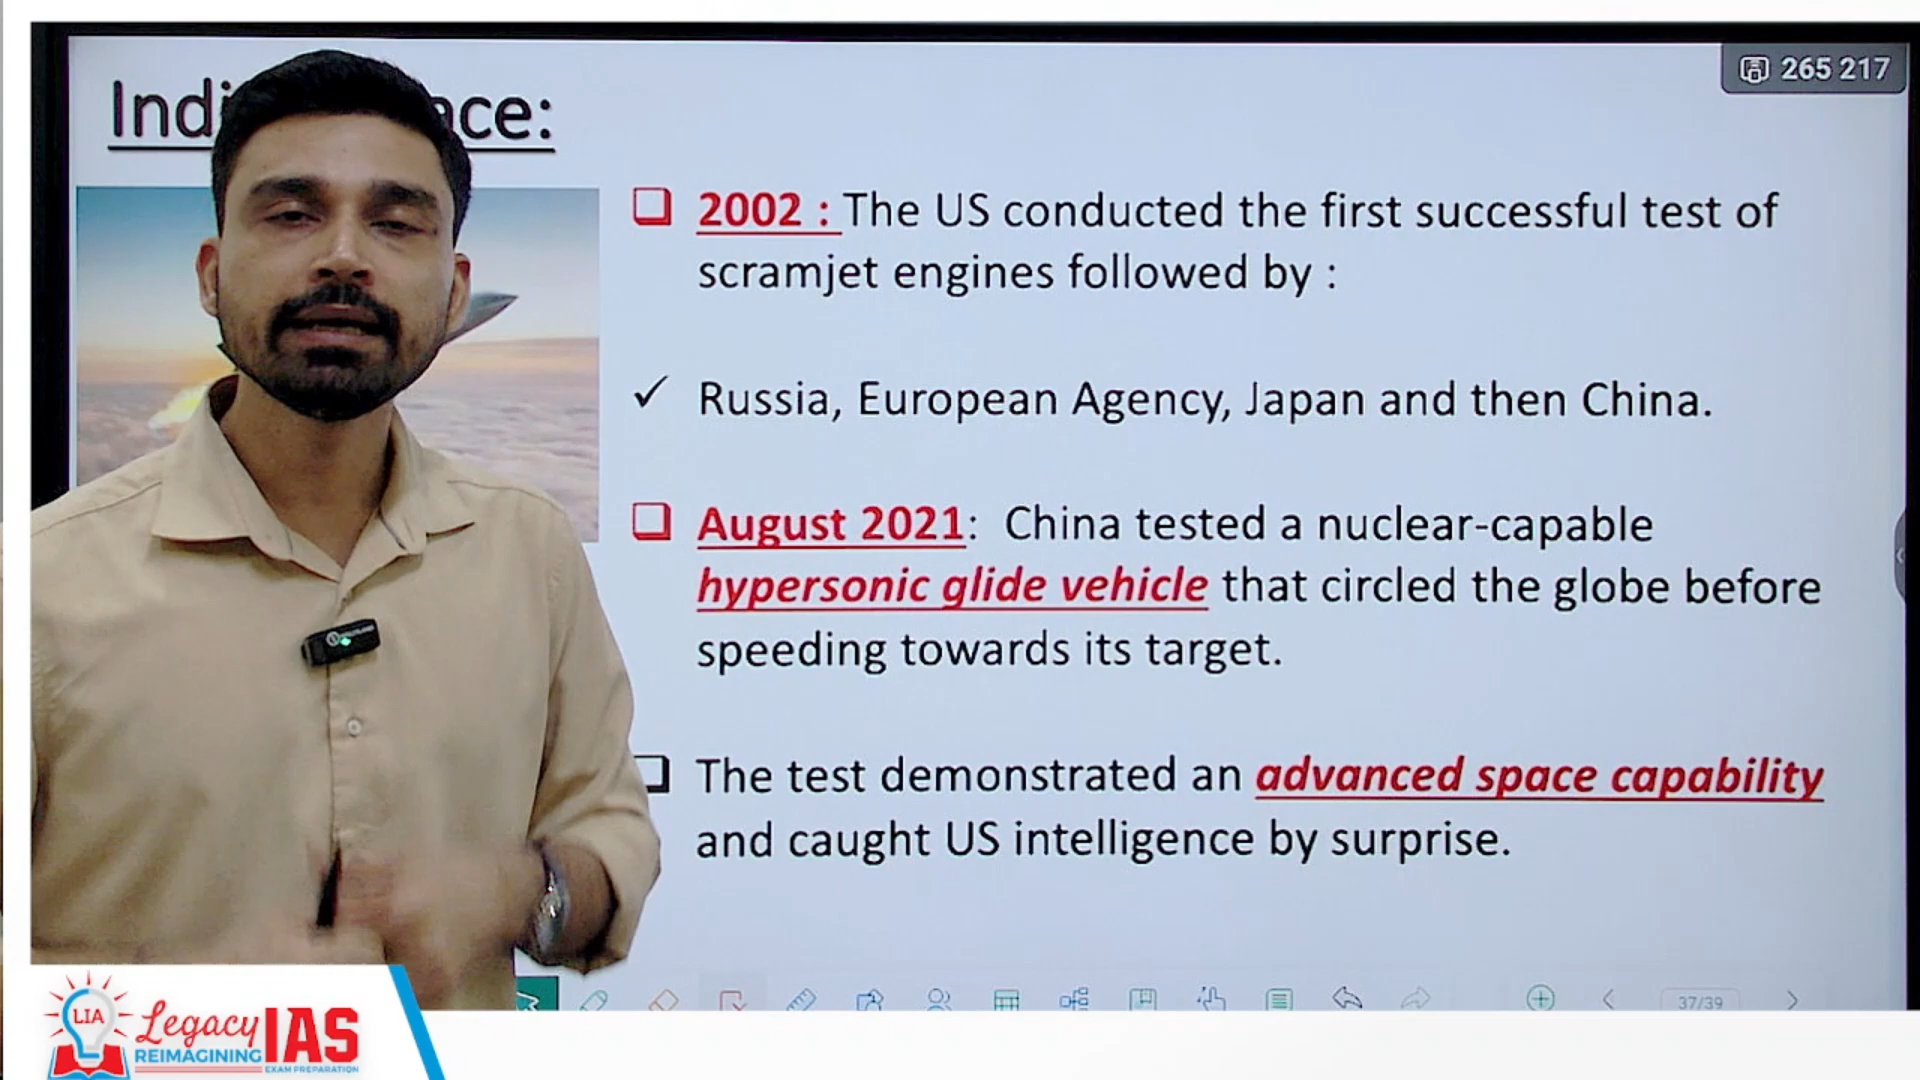 265 217
Indi ace:
2002 : The US conducted the first successful test of
scramjet engines followed by :
Russia, European Agency, Japan and then China.
August 2021: China tested a nuclear-capable
hypersonic glide vehicle that circled the globe before
speeding towards its target.
The test demonstrated an advanced space capability
and caught US intelligence by surprise.
37/39
LIA
Legacy IAS
REIMAGINING
EXAM PREPARATION